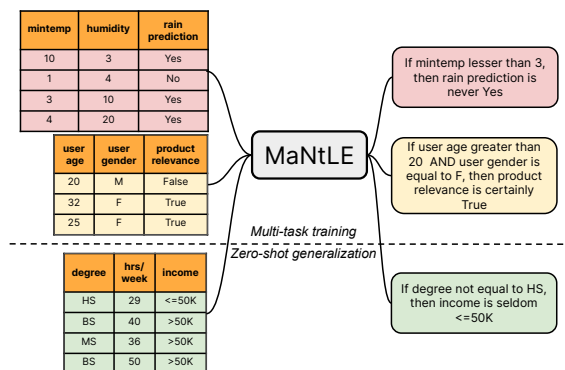 mintemp humidity rain prediction
10 3 Yes
1 4 No
3 10 Yes
4 20 Yes
user age user gender product relevance
20 M False
32 F True
25 F True
MaNtLE
If mintemp lesser than 3,
then rain prediction is
never Yes
If user age greater than
20 AND user gender is
equal to F, then product
relevance is certainly
True
Multi-task training
Zero-shot generalization
degree hrs/ week income
HS 29 <=50K
BS 40 >50K
MS 36 >50K
BS 50 >50K
If degree not equal to HS,
then income is seldom
<=50K